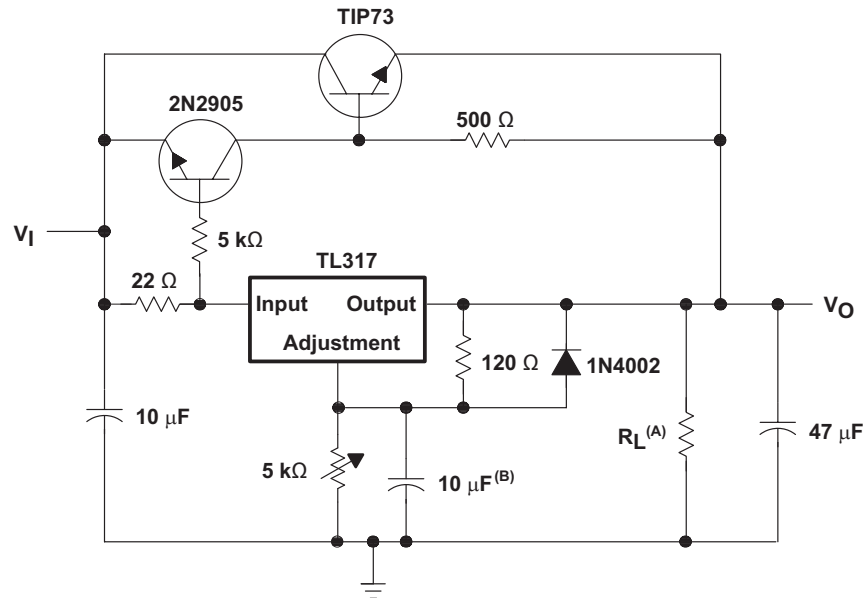 TIP73
2N2905
500 Ω
VI
5 kΩ
TL317
22 Ω
Input Output
VO
Adjustment
120 Ω
1N4002
10 μF
RL(A)
47 μF
5 kΩ
10 μF(B)